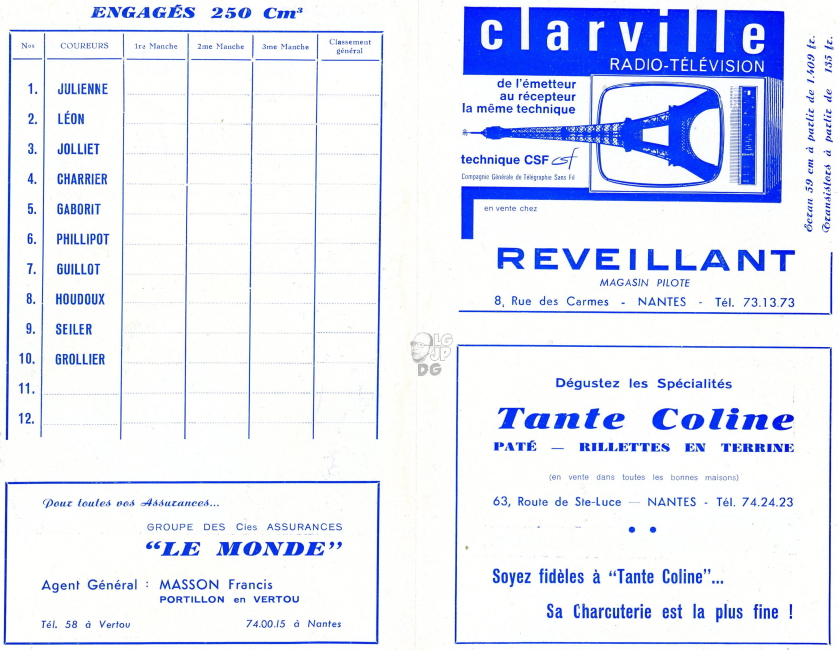 ENGAGÉS 250 Cm³
Nos COUREURS 1re Manche 2me Manche 3me Manche Classement général
1. JULIENNE
2. LÉON
3. JOLLIET
4. CHARRIER
5. GABORIT
6. PHILLIPOT
7. GUILLOT
8. HOUDOUX
9. SEILER
10. GROLLIER
11.
12.
Pour toutes vos Assurances...
GROUPE DES Cies ASSURANCES
“LE MONDE”
Agent Général : MASSON Francis
PORTILLON en VERTOU
Tél. 58 à Vertou 74.00.15 à Nantes
clarville
RADIO-TÉLÉVISION
de l'émetteur
au récepteur
la même technique
technique CSF csf
Compagnie Générale de Télégraphie Sans Fil
en vente chez
REVEILLANT
MAGASIN PILOTE
8, Rue des Carmes - NANTES - Tél. 73.13.73
Écran 59 cm à partir de 1.409 fr.
Transistors à partir de 135 fr.
LG
JP
DG
Dégustez les Spécialités
Tante Coline
PATÉ — RILLETTES EN TERRINE
(en vente dans toutes les bonnes maisons)
63, Route de Ste-Luce — NANTES - Tél. 74.24.23
Soyez fidèles à “Tante Coline”...
Sa Charcuterie est la plus fine !